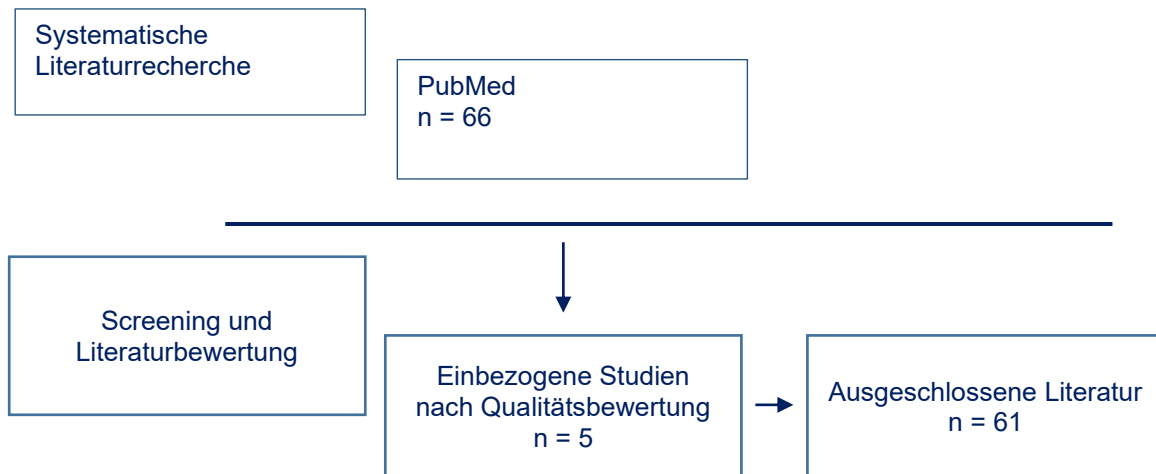 Systematische
Literaturrecherche
PubMed
n = 66
Screening und
Literaturbewertung
Einbezogene Studien
nach Qualitätsbewertung
n = 5
Ausgeschlossene Literatur
n = 61